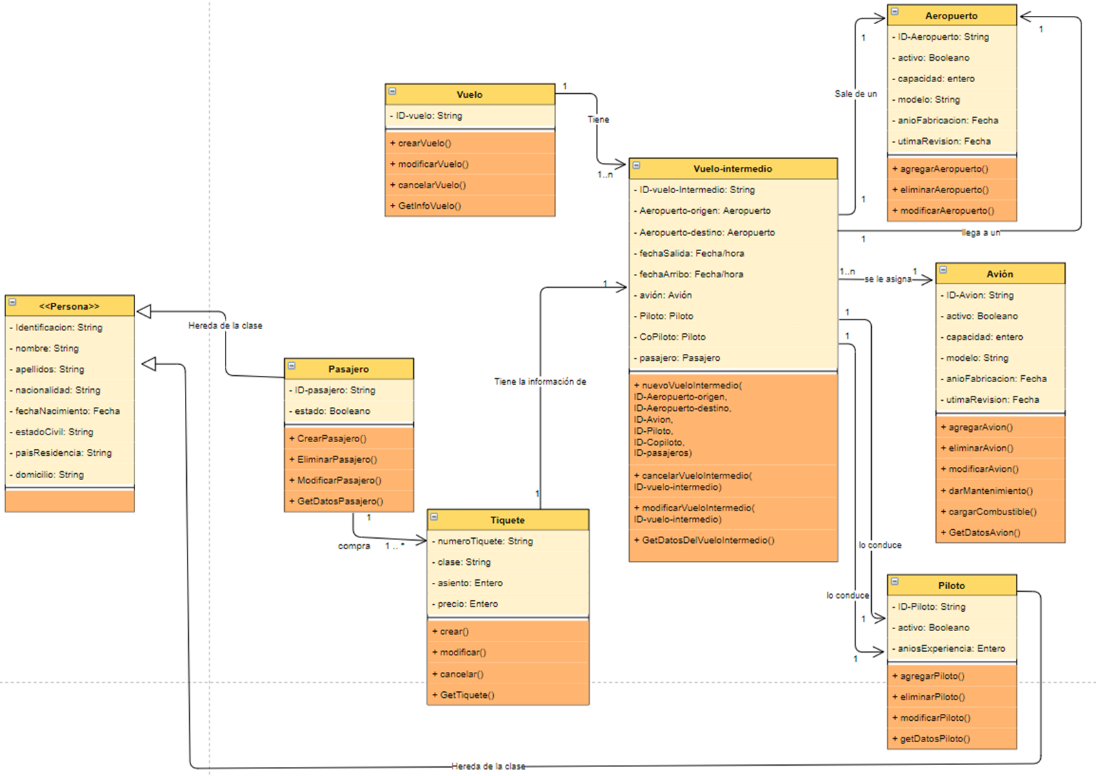 Aeropuerto
- ID-Aeropuerto: String
- activo: Booleano
- capacidad: entero
- modelo: String
- anioFabricacion: Fecha
- utimaRevision: Fecha
+ agregarAeropuerto()
+ eliminarAeropuerto()
+ modificarAeropuerto()
1
1
Sale de un
1
1
llega a un
Vuelo
- ID-vuelo: String
+ crearVuelo()
+ modificarVuelo()
+ cancelarVuelo()
+ GetInfoVuelo()
1
Tiene
1..n
Vuelo-intermedio
- ID-vuelo-Intermedio: String
- Aeropuerto-origen: Aeropuerto
- Aeropuerto-destino: Aeropuerto
- fechaSalida: Fecha/hora
- fechaArribo: Fecha/hora
- avión: Avión
- Piloto: Piloto
- CoPiloto: Piloto
- pasajero: Pasajero
+ nuevoVueloIntermedio(
ID-Aeropuerto-origen,
ID-Aeropuerto-destino,
ID-Avion,
ID-Piloto,
ID-Copiloto,
ID-pasajeros)
+ cancelarVueloIntermedio(
ID-vuelo-intermedio)
+ modificarVueloIntermedio(
ID-vuelo-intermedio)
+ GetDatosDelVueloIntermedio()
1..n
se le asigna
1
Avión
- ID-Avion: String
- activo: Booleano
- capacidad: entero
- modelo: String
- anioFabricacion: Fecha
- utimaRevision: Fecha
+ agregarAvion()
+ eliminarAvion()
+ modificarAvion()
+ darMantenimiento()
+ cargarCombustible()
+ GetDatosAvion()
<<Persona>>
- Identificacion: String
- nombre: String
- apellidos: String
- nacionalidad: String
- fechaNacimiento: Fecha
- estadoCivil: String
- paisResidencia: String
- domicilio: String
Hereda de la clase
Pasajero
- ID-pasajero: String
- estado: Booleano
+ CrearPasajero()
+ EliminarPasajero()
+ ModificarPasajero()
+ GetDatosPasajero()
1
compra
1 .. *
1
Tiene la información de
1
Tiquete
- numeroTiquete: String
- clase: String
- asiento: Entero
- precio: Entero
+ crear()
+ modificar()
+ cancelar()
+ GetTiquete()
1
1
lo conduce
lo conduce
1
1
Piloto
- ID-Piloto: String
- activo: Booleano
- aniosExperiencia: Entero
+ agregarPiloto()
+ eliminarPiloto()
+ modificarPiloto()
+ getDatosPiloto()
Hereda de la clase